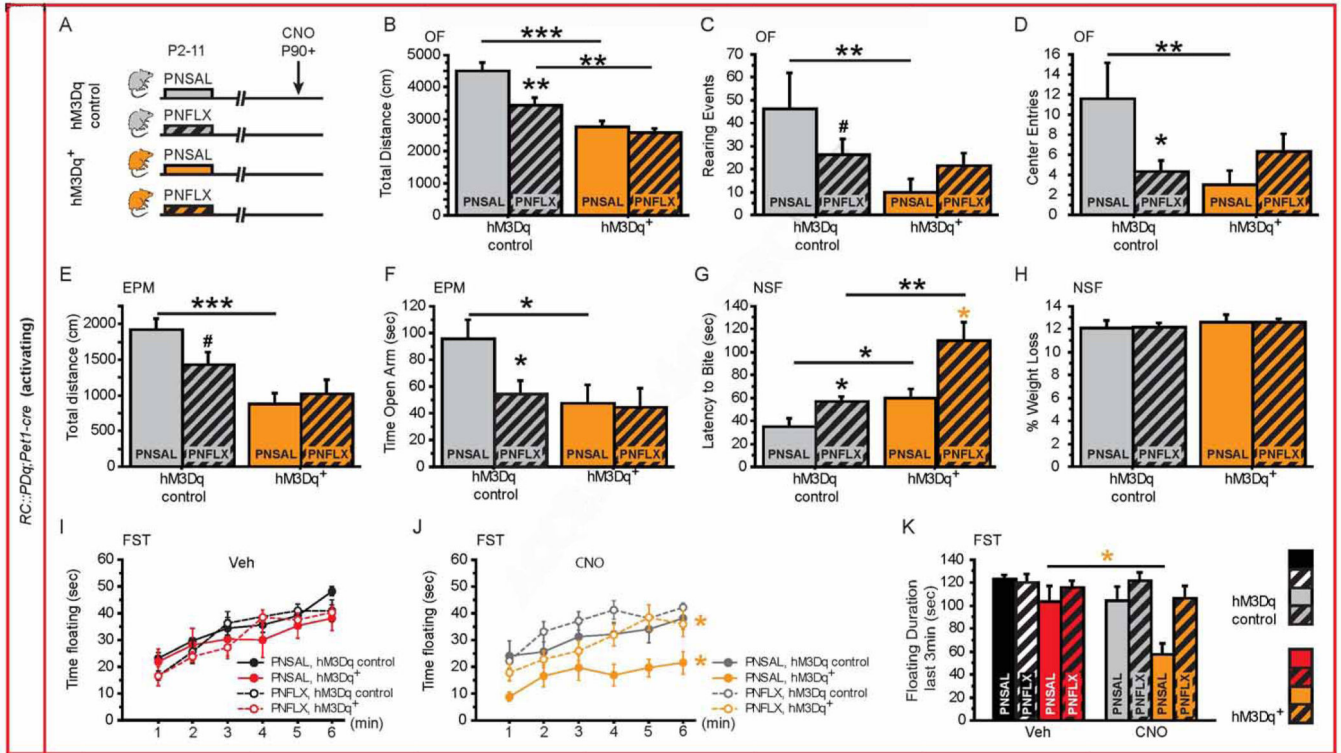 RC::PDq;Pet1-cre (activating)
A
CNO
P2-11
P90+
hM3Dq
control
PNSAL
PNFLX
hM3Dq+
PNSAL
PNFLX
B
OF
***
**
**
Total Distance (cm)
5000
4000
3000
2000
1000
0
PNSAL
PNFLX
PNSAL
PNFLX
hM3Dq
control
hM3Dq+
C
OF
**
#
Rearing Events
70
60
50
40
30
20
10
0
PNSAL
PNFLX
PNSAL
PNFLX
hM3Dq
control
hM3Dq+
D
OF
**
*
Center Entries
16
14
12
10
8
6
4
2
0
PNSAL
PNFLX
PNSAL
PNFLX
hM3Dq
control
hM3Dq+
E
EPM
***
#
Total distance (cm)
2000
1500
1000
500
0
PNSAL
PNFLX
PNSAL
PNFLX
hM3Dq
control
hM3Dq+
F
EPM
*
*
Time Open Arm (sec)
120
100
80
60
40
20
0
PNSAL
PNFLX
PNSAL
PNFLX
hM3Dq
control
hM3Dq+
G
NSF
**
*
*
*
Latency to Bite (sec)
140
120
100
80
60
40
20
0
PNSAL
PNFLX
PNSAL
PNFLX
hM3Dq
control
hM3Dq+
H
NSF
% Weight Loss
14
12
10
8
6
4
2
0
PNSAL
PNFLX
PNSAL
PNFLX
hM3Dq
control
hM3Dq+
I
FST
Veh
Time floating (sec)
60
50
40
30
20
10
0
PNSAL, hM3Dq control
PNSAL, hM3Dq+
PNFLX, hM3Dq control
PNFLX, hM3Dq+
1 2 3 4 5 6 (min)
J
FST
CNO
Time floating (sec)
60
50
40
30
20
10
0
*
*
PNSAL, hM3Dq control
PNSAL, hM3Dq+
PNFLX, hM3Dq control
PNFLX, hM3Dq+
1 2 3 4 5 6 (min)
K
FST
*
Floating Duration
last 3min (sec)
140
120
100
80
60
40
20
0
PNSAL
PNFLX
PNSAL
PNFLX
PNSAL
PNFLX
PNSAL
PNFLX
Veh
CNO
hM3Dq
control
hM3Dq+